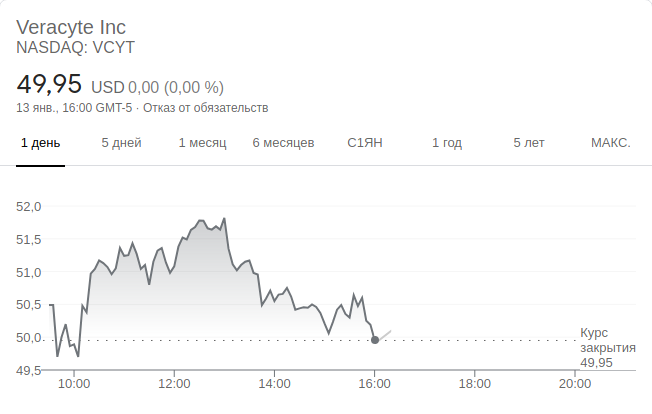 Veracyte Inc
NASDAQ: VCYT
49,95 USD 0,00 (0,00 %)
13 янв., 16:00 GMT-5 · Отказ от обязательств
1 день 5 дней 1 месяц 6 месяцев С1ЯН 1 год 5 лет МАКС.
52,0
51,5
51,0
50,5
50,0
49,5
Курс
закрытия
49,95
10:00 12:00 14:00 16:00 18:00 20:00